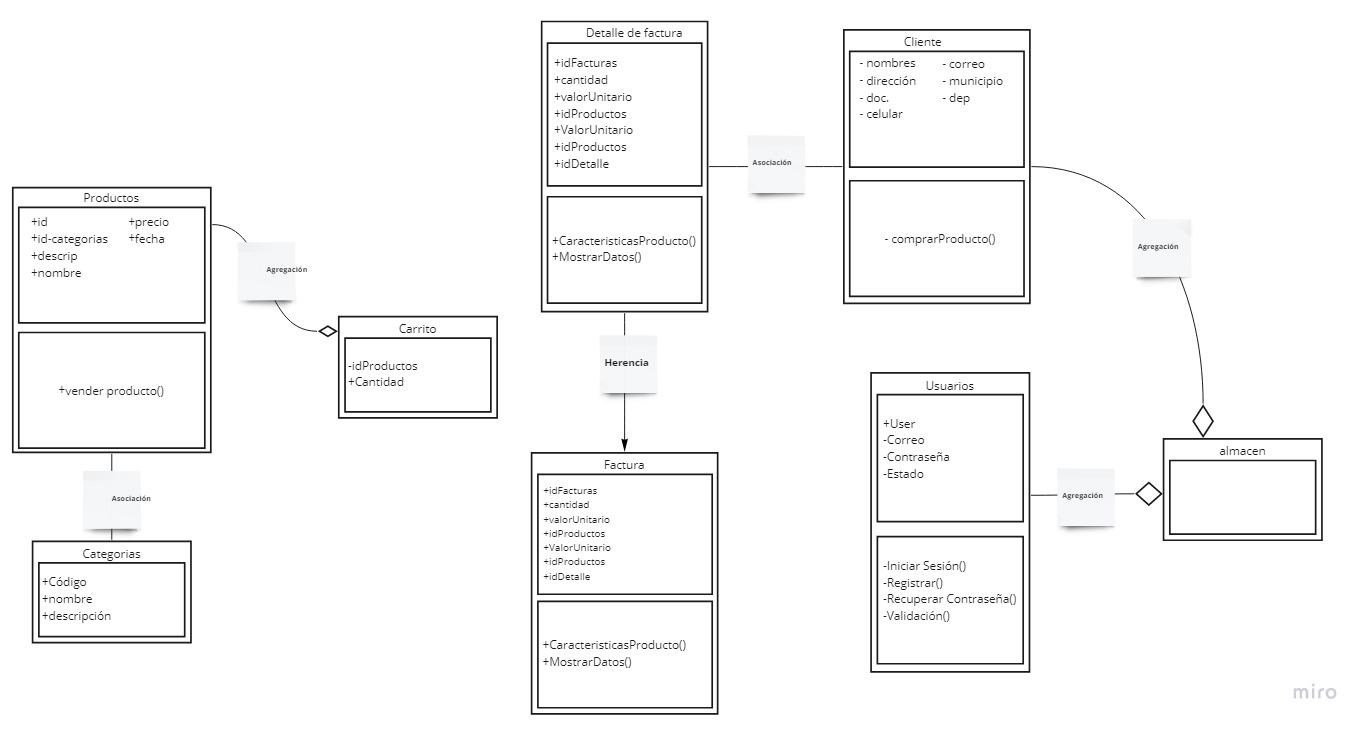 Detalle de factura
+idFacturas
+cantidad
+valorUnitario
+idProductos
+ValorUnitario
+idProductos
+idDetalle
+CaracteristicasProducto()
+MostrarDatos()
Asociación
Cliente
- nombres
- dirección
- doc.
- celular
- correo
- municipio
- dep
- comprarProducto()
Agregación
Productos
+id
+id-categorias
+descrip
+nombre
+precio
+fecha
+vender producto()
Agregación
Carrito
-idProductos
+Cantidad
Asociación
Categorias
+Código
+nombre
+descripción
Herencia
Factura
+idFacturas
+cantidad
+valorUnitario
+idProductos
+ValorUnitario
+idProductos
+idDetalle
+CaracteristicasProducto()
+MostrarDatos()
Usuarios
+User
-Correo
-Contraseña
-Estado
-Iniciar Sesión()
-Registrar()
-Recuperar Contraseña()
-Validación()
Agregación
almacen
miro